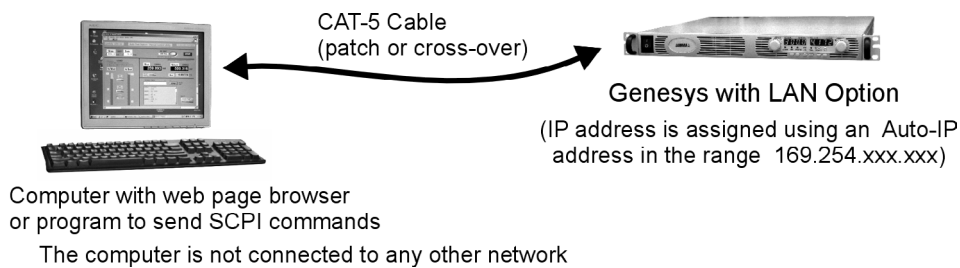 CAT-5 Cable
(patch or cross-over)
Genesys with LAN Option
(IP address is assigned using an Auto-IP
address in the range 169.254.xxx.xxx)
Computer with web page browser
or program to send SCPI commands
The computer is not connected to any other network